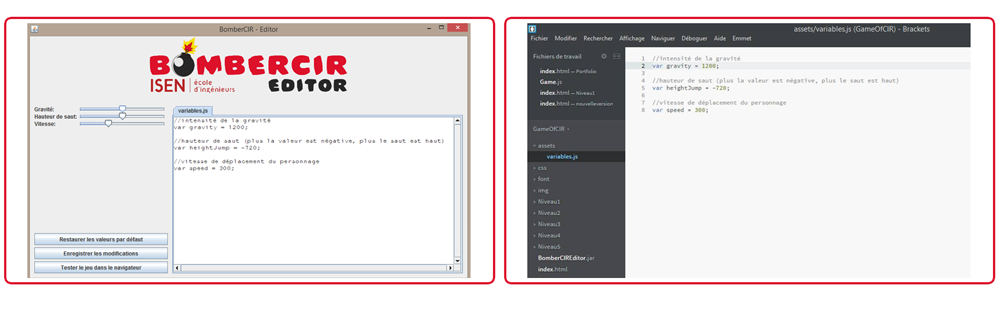 BomberCIR - Editor
BOMBERCIR
ISEN école d'ingénieurs EDITOR
Gravité:
Hauteur de saut:
Vitesse:
variables.js
//intensité de la gravité
var gravity = 1200;
//hauteur de saut (plus la valeur est négative, plus le saut est haut)
var heightJump = -720;
//vitesse de déplacement du personnage
var speed = 300;
Restaurer les valeurs par défaut
Enregistrer les modifications
Tester le jeu dans le navigateur
assets/variables.js (GameOfCIR) - Brackets
Fichier Modifier Rechercher Affichage Naviguer Déboguer Aide Emmet
Fichiers de travail
index.html — Portfolio
Game.js
index.html — Niveau1
index.html — nouvelleversion
GameOfCIR
assets
variables.js
css
font
img
Niveau1
Niveau2
Niveau3
Niveau4
Niveau5
BomberCIREditor.jar
index.html
1 //intensité de la gravité
2 var gravity = 1200;
3
4 //hauteur de saut (plus la valeur est négative, plus le saut est haut)
5 var heightJump = -720;
6
7 //vitesse de déplacement du personnage
8 var speed = 300;